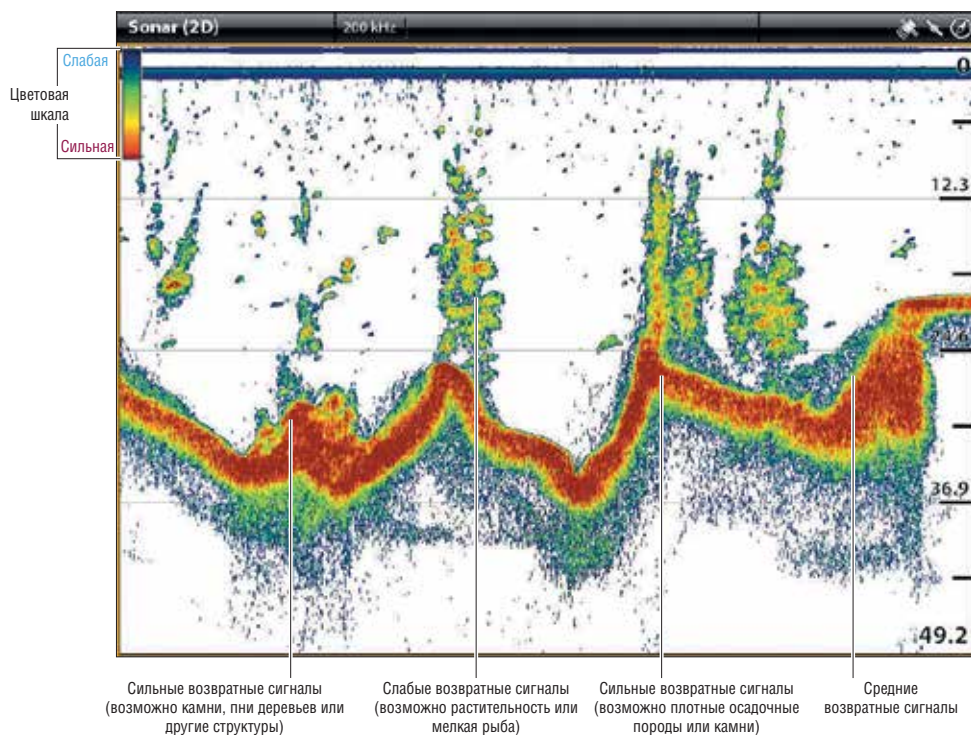 Sonar (2D) 200 kHz
Слабая
Цветовая
шкала
Сильная
0
12.3
24.6
36.9
49.2
Сильные возвратные сигналы
(возможно камни, пни деревьев или
другие структуры)
Слабые возвратные сигналы
(возможно растительность или
мелкая рыба)
Сильные возвратные сигналы
(возможно плотные осадочные
породы или камни)
Средние
возвратные сигналы